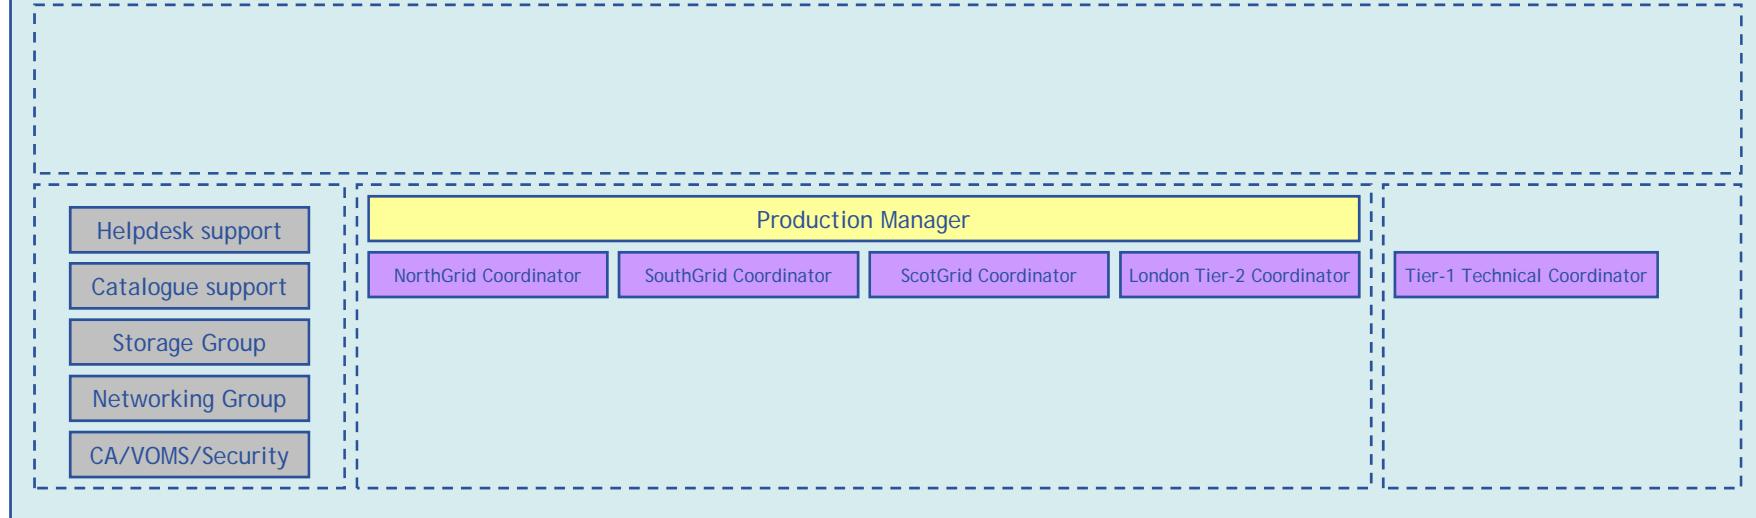 Helpdesk support
Catalogue support
Storage Group
Networking Group
CA/VOMS/Security
Production Manager
NorthGrid Coordinator
SouthGrid Coordinator
ScotGrid Coordinator
London Tier-2 Coordinator
Tier-1 Technical Coordinator